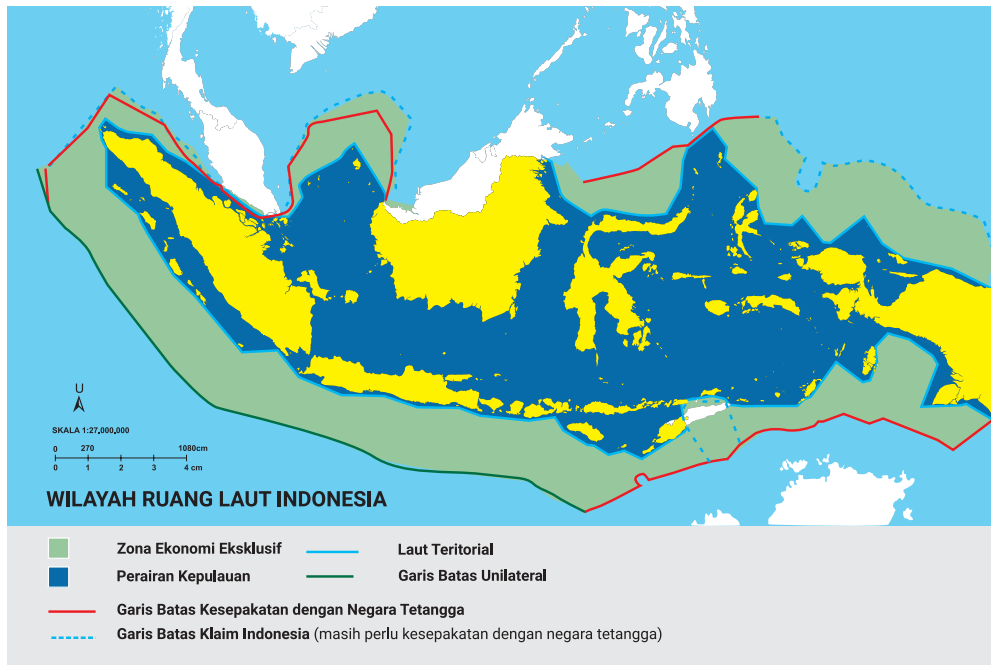 U
SKALA 1:27,000,000
0 270 1080cm
0 1 2 3 4 cm
WILAYAH RUANG LAUT INDONESIA
Zona Ekonomi Eksklusif
Laut Teritorial
Perairan Kepulauan
Garis Batas Unilateral
Garis Batas Kesepakatan dengan Negara Tetangga
Garis Batas Klaim Indonesia (masih perlu kesepakatan dengan negara tetangga)